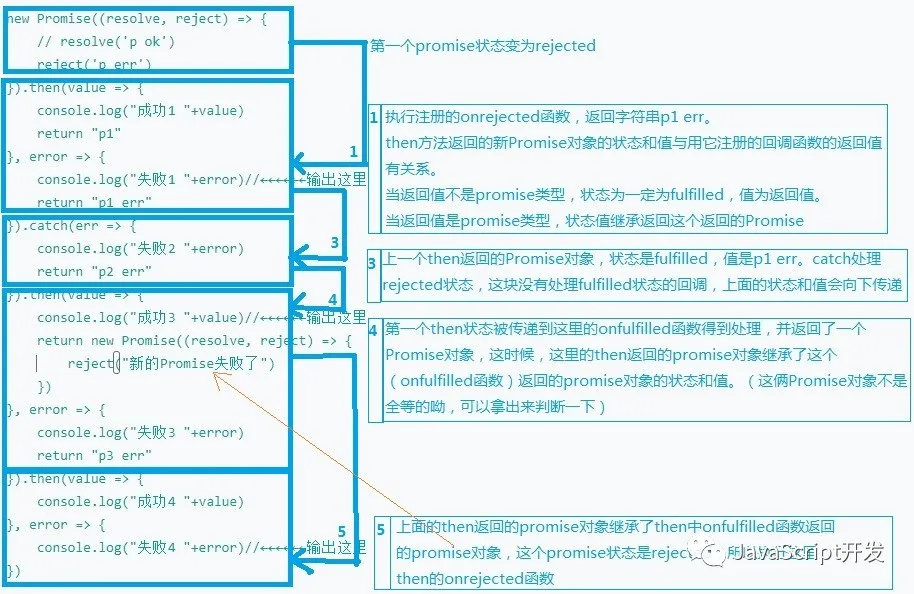 new Promise((resolve, reject) => {
// resolve('p ok')
reject('p err')
}).then(value => {
console.log("成功1 "+value)
return "p1"
}, error => {
console.log("失败1 "+error)//←←←←←←输出这里
return "p1 err"
}).catch(err => {
console.log("失败2 "+error)
return "p2 err"
}).then(value => {
console.log("成功3 "+value)//←←←←←←输出这里
return new Promise((resolve, reject) => {
reject("新的Promise失败了")
})
}, error => {
console.log("失败3 "+error)
return "p3 err"
}).then(value => {
console.log("成功4 "+value)
}, error => {
console.log("失败4 "+error)//←←←←←←输出这里
})
1
3
4
5
第一个promise状态变为rejected
1
执行注册的onrejected函数，返回字符串p1 err。
then方法返回的新Promise对象的状态和值与用它注册的回调函数的返回值
有关系。
当返回值不是promise类型，状态为一定为fulfilled，值为返回值。
当返回值是promise类型，状态值继承返回这个返回的Promise
3
上一个then返回的Promise对象，状态是fulfilled，值是p1 err。catch处理
rejected状态，这块没有处理fulfilled状态的回调，上面的状态和值会向下传递
4
第一个then状态被传递到这里的onfulfilled函数得到处理，并返回了一个
Promise对象，这时候，这里的then返回的promise对象继承了这个
（onfulfilled函数）返回的promise对象的状态和值。（这俩Promise对象不是
全等的呦，可以拿出来判断一下）
5
上面的then返回的promise对象继承了then中onfulfilled函数返回
的promise对象，这个promise状态是rejec
then的onrejected函数
JavaScript开发